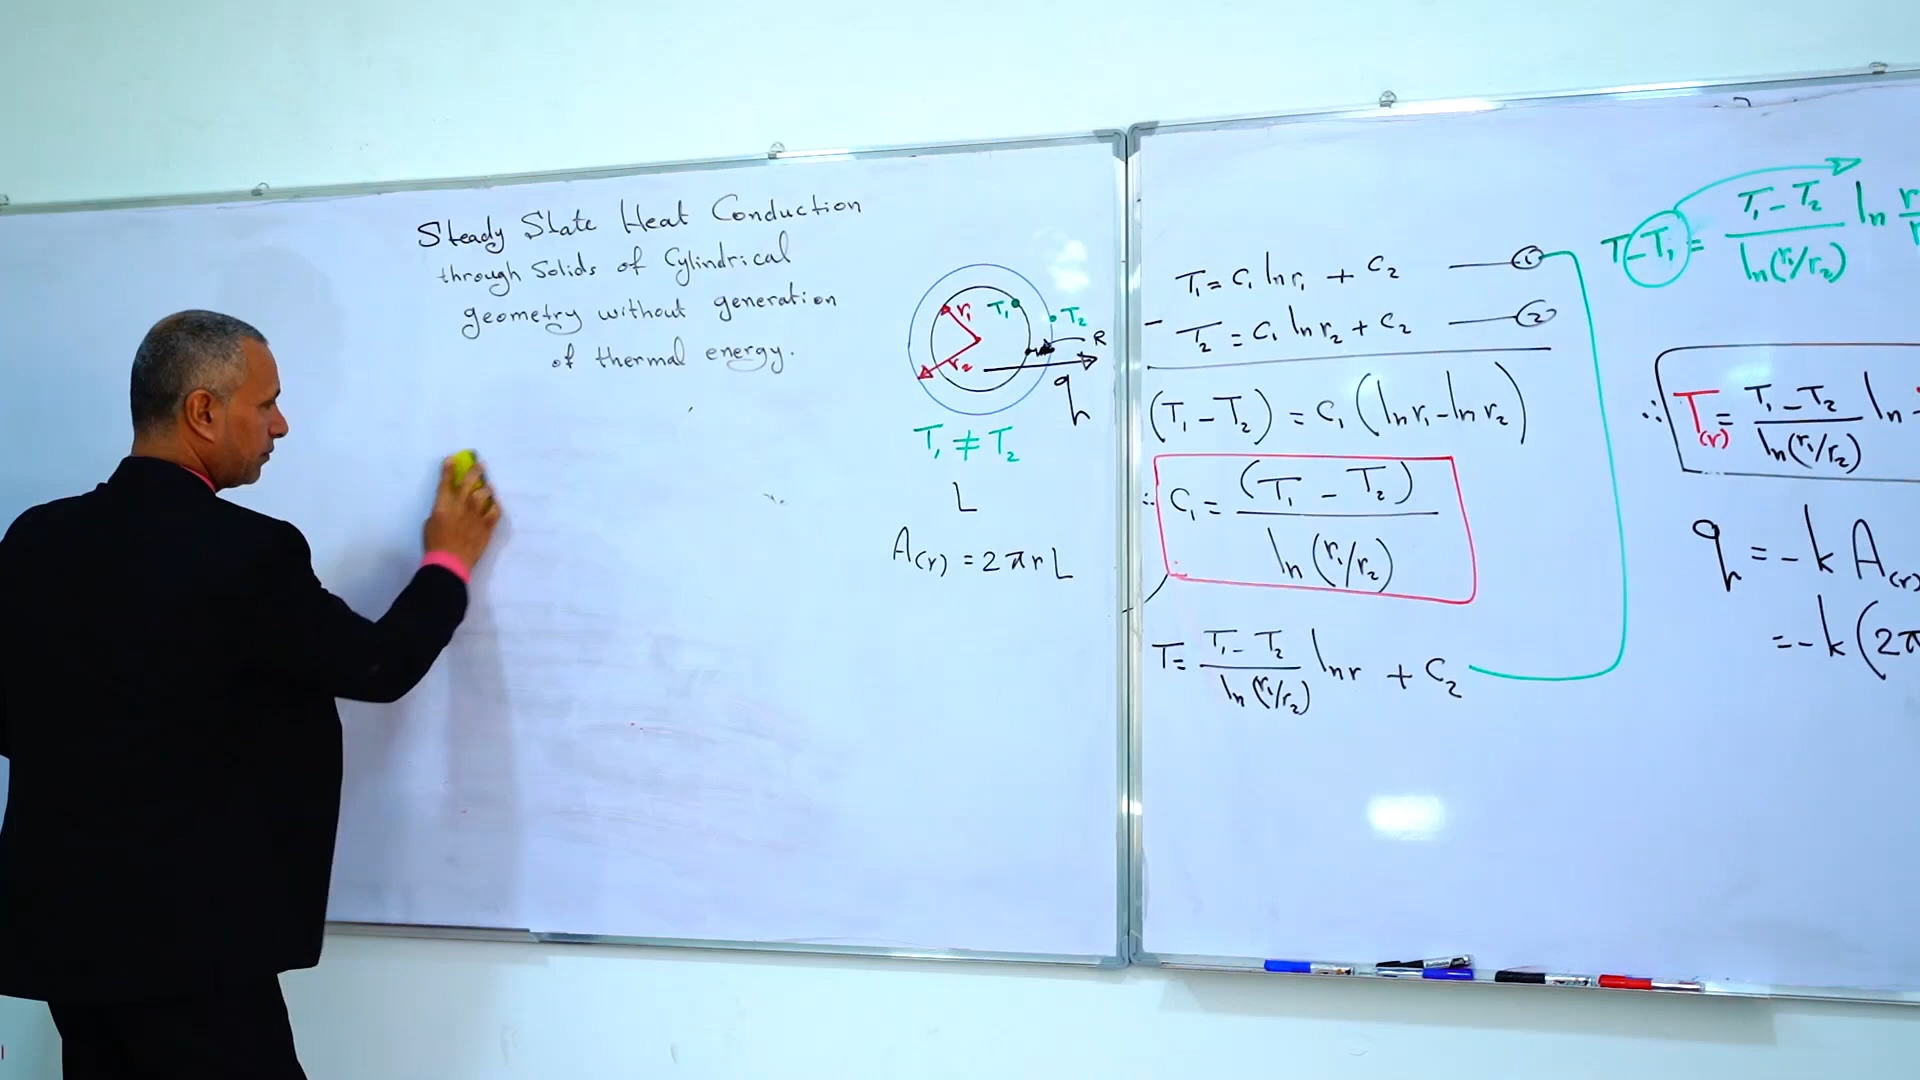 Steady State Heat Conduction
through Solids of Cylindrical
geometry without generation
of thermal energy.
r₁ T₁ T₂
r₂ R
q
T₁ ≠ T₂
L
A(r) = 2πrL
T₁ = C₁ ln r₁ + C₂ ①
- T₂ = C₁ ln r₂ + C₂ ②
(T₁ - T₂) = C₁ (ln r₁ - ln r₂)
∴ C₁ = (T₁ - T₂) / ln(r₁/r₂)
T = (T₁ - T₂) / ln(r₁/r₂) ln r + C₂
T - T₁ = (T₁ - T₂) / ln(r₁/r₂) ln r
∴ T(r) = (T₁ - T₂) / ln(r₁/r₂) ln
q = -k A(r)
= -k (2π